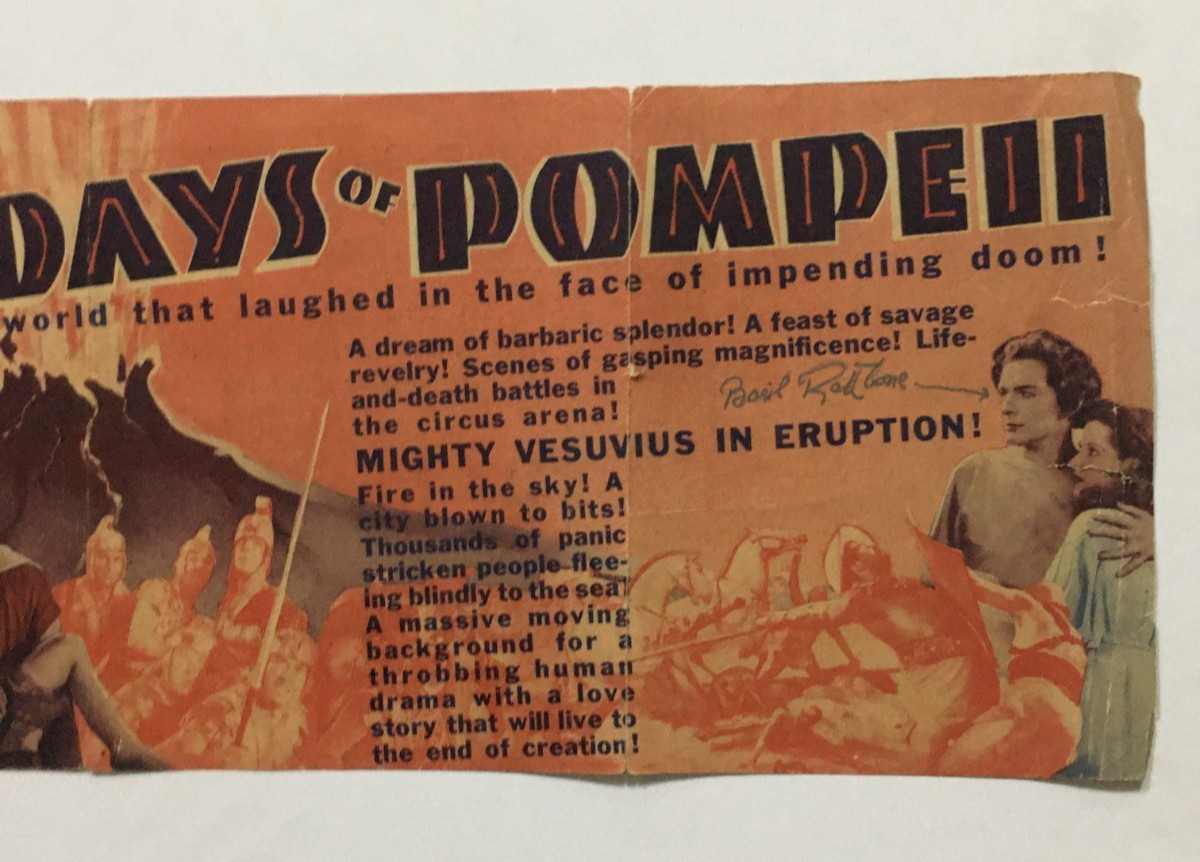 DAYS OF POMPEII
world that laughed in the face of impending doom!
A dream of barbaric splendor! A feast of savage
revelry! Scenes of gasping magnificence! Life-
and-death battles in
the circus arena!
Basil Rathbone
MIGHTY VESUVIUS IN ERUPTION!
Fire in the sky! A
city blown to bits!
Thousands of panic
stricken people flee-
ing blindly to the sea!
A massive moving
background for a
throbbing human
drama with a love
story that will live to
the end of creation!